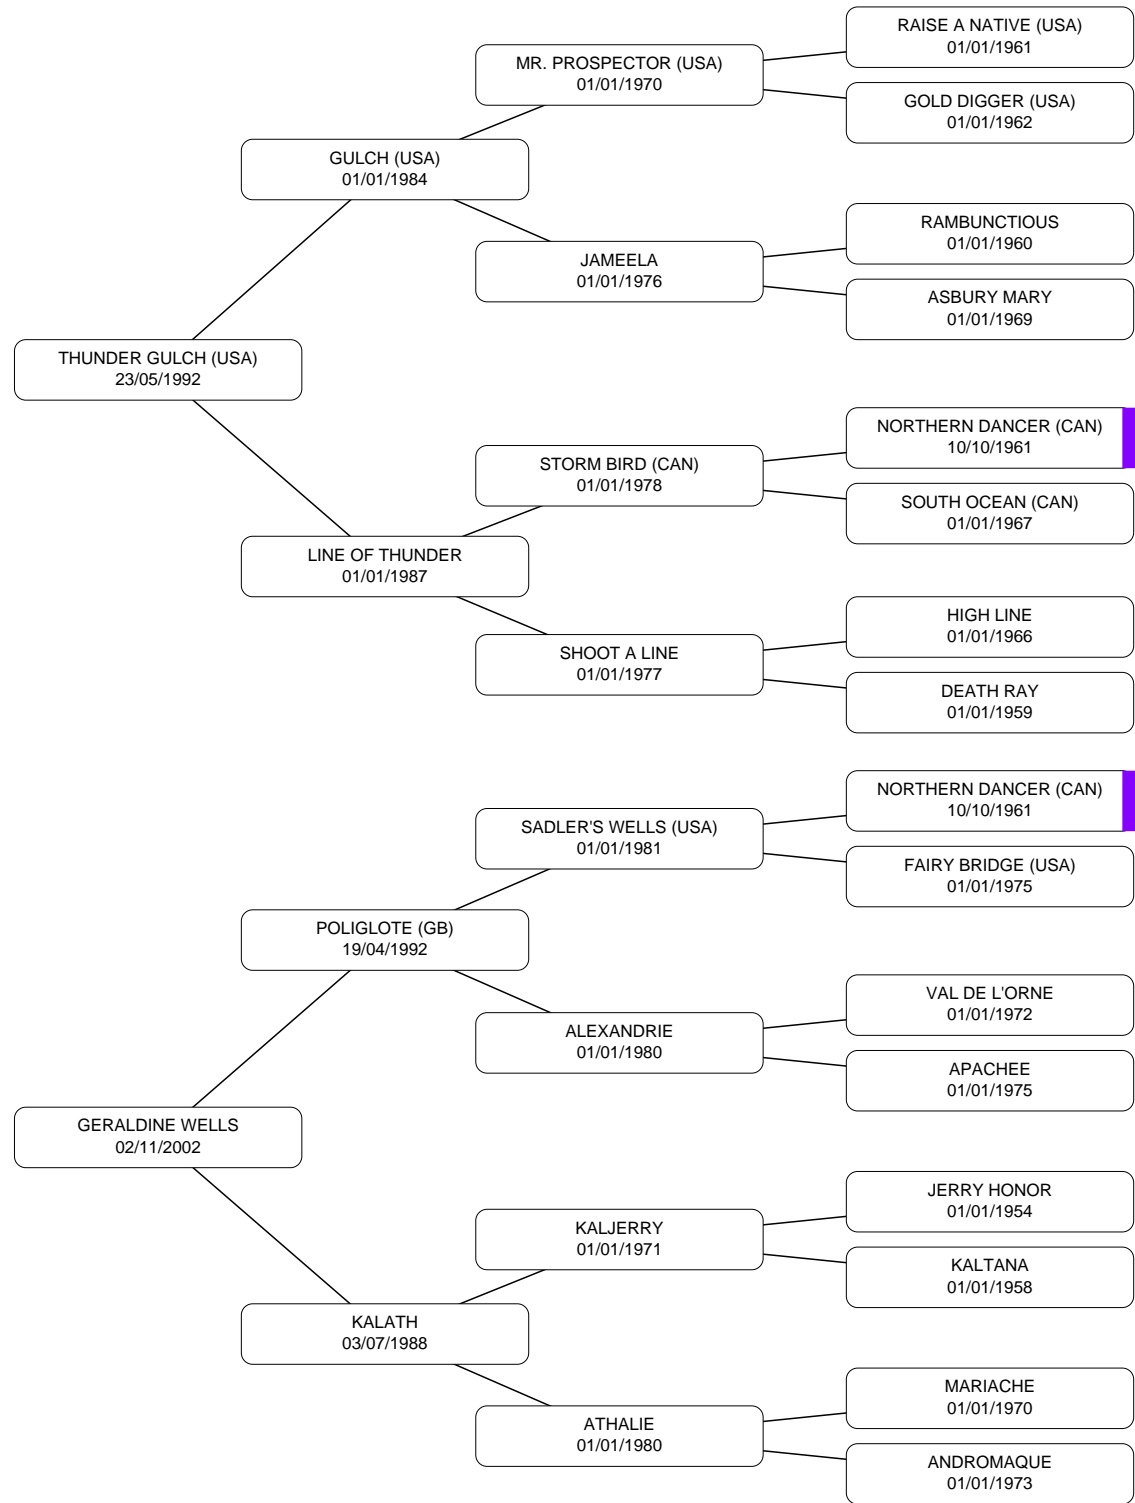 RAISE A NATIVE (USA)
01/01/1961
MR. PROSPECTOR (USA)
01/01/1970
GOLD DIGGER (USA)
01/01/1962
GULCH (USA)
01/01/1984
RAMBUNCTIOUS
01/01/1960
JAMEELA
01/01/1976
ASBURY MARY
01/01/1969
THUNDER GULCH (USA)
23/05/1992
NORTHERN DANCER (CAN)
10/10/1961
STORM BIRD (CAN)
01/01/1978
SOUTH OCEAN (CAN)
01/01/1967
LINE OF THUNDER
01/01/1987
HIGH LINE
01/01/1966
SHOOT A LINE
01/01/1977
DEATH RAY
01/01/1959
NORTHERN DANCER (CAN)
10/10/1961
SADLER'S WELLS (USA)
01/01/1981
FAIRY BRIDGE (USA)
01/01/1975
POLIGLOTE (GB)
19/04/1992
VAL DE L'ORNE
01/01/1972
ALEXANDRIE
01/01/1980
APACHEE
01/01/1975
GERALDINE WELLS
02/11/2002
JERRY HONOR
01/01/1954
KALJERRY
01/01/1971
KALTANA
01/01/1958
KALATH
03/07/1988
MARIACHE
01/01/1970
ATHALIE
01/01/1980
ANDROMAQUE
01/01/1973